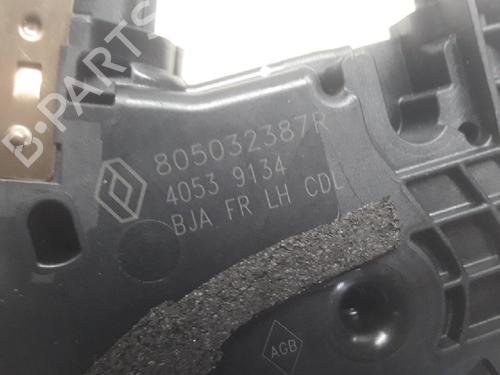 B-PARTS
805032387R
4053 9134
BJA FR LH CDL
AGB